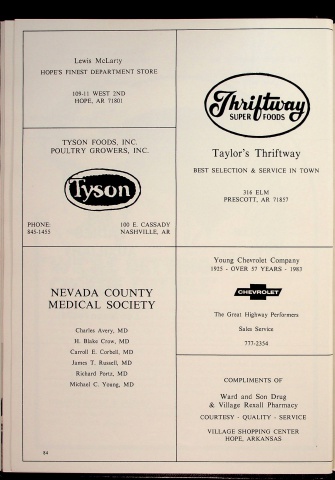 Lewis McLarty
HOPE'S FINEST DEPARTMENT STORE
109-11 WEST 2ND
HOPE, AR 71801
TYSON FOODS, INC.
POULTRY GROWERS, INC.
Tyson
PHONE:
845-1455
100 E. CASSADY
NASHVILLE, AR
NEVADA COUNTY
MEDICAL SOCIETY
Charles Avery, MD
H. Blake Crow, MD
Carroll E. Corbell, MD
James T. Russell, MD
Richard Portz, MD
Michael C. Young, MD
84
Thriftway
SUPER FOODS
Taylor's Thriftway
BEST SELECTION & SERVICE IN TOWN
316 ELM
PRESCOTT, AR 71857
Young Chevrolet Company
1925 - OVER 57 YEARS - 1983
CHEVROLET
The Great Highway Performers
Sales Service
777-2354
COMPLIMENTS OF
Ward and Son Drug
& Village Rexall Pharmacy
COURTESY - QUALITY - SERVICE
VILLAGE SHOPPING CENTER
HOPE, ARKANSAS